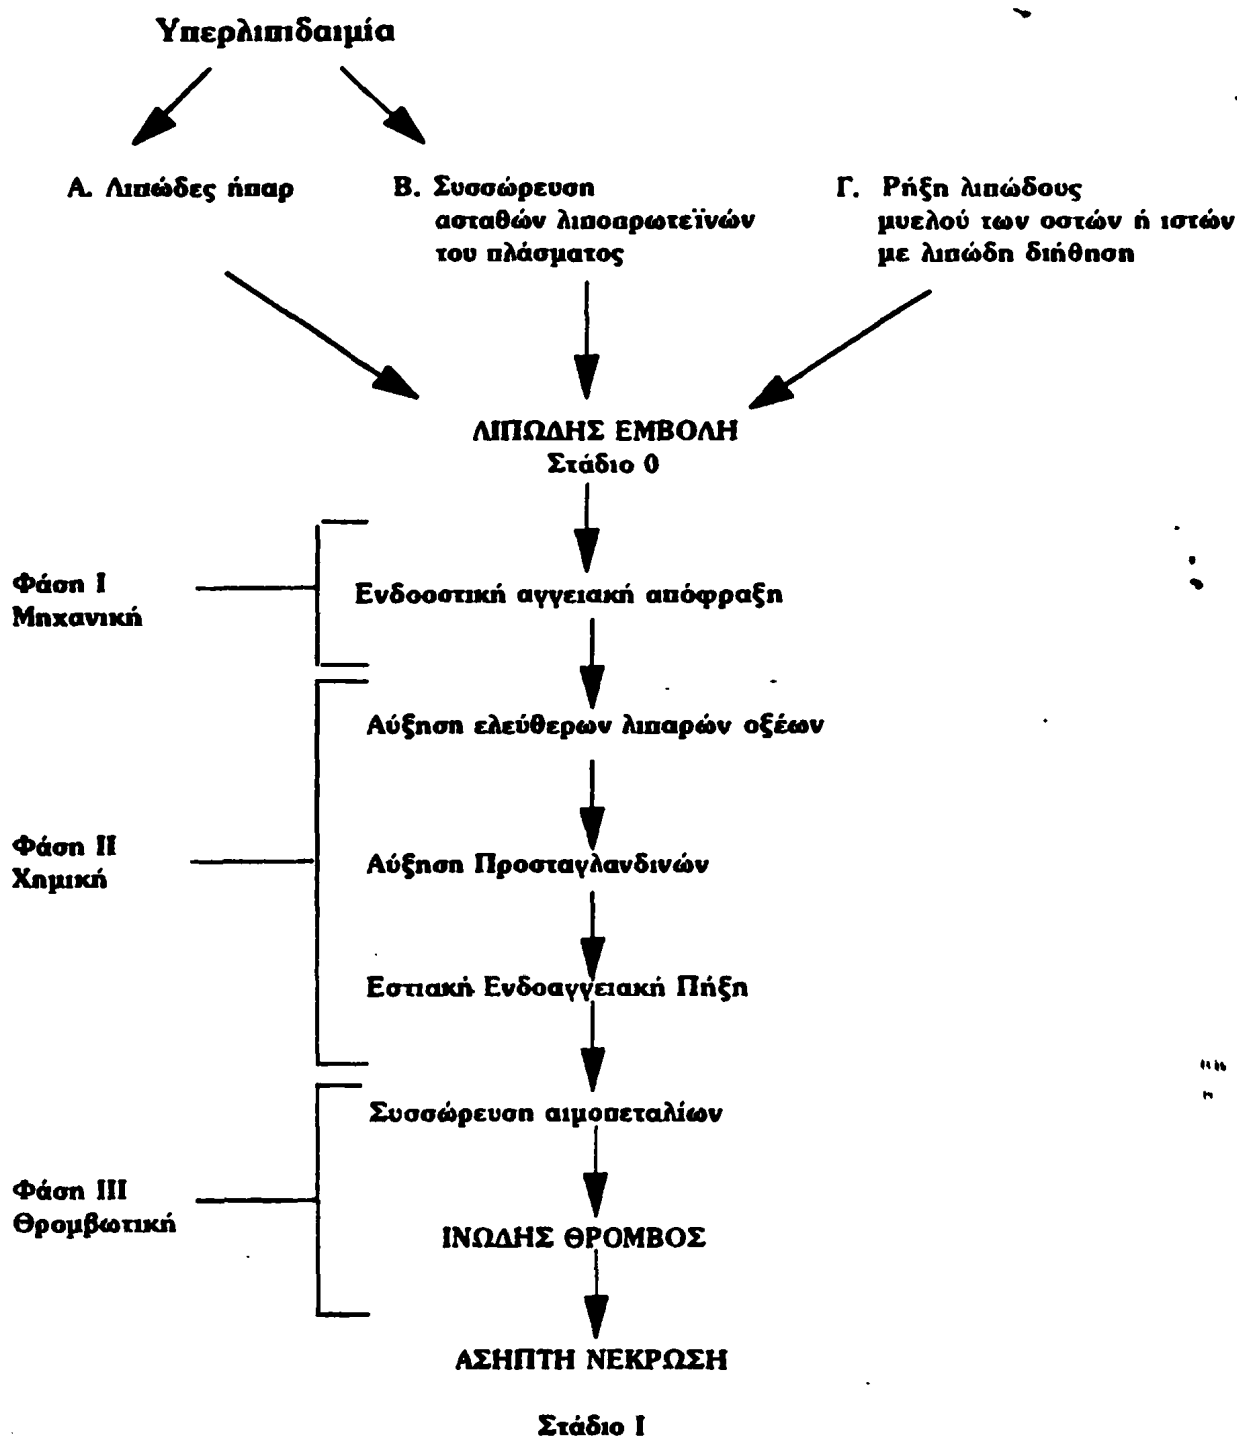 Υπερλιπιδαιμία
Α. Λιπώδες ήπαρ
Β. Συσσώρευση
ασταθών λιποπρωτεϊνών
του πλάσματος
Γ. Ρήξη λιπώδους
μυελού των οστών ή ιστών
με λιπώδη διήθηση
ΛΙΠΩΔΗΣ ΕΜΒΟΛΗ
Στάδιο 0
Φάση Ι
Μηχανική
Ενδοοστική αγγειακή απόφραξη
Αύξηση ελεύθερων λιπαρών οξέων
Φάση ΙΙ
Χημική
Αύξηση Προσταγλανδινών
Εστιακή Ενδοαγγειακή Πήξη
Συσσώρευση αιμοπεταλίων
Φάση ΙΙΙ
Θρομβωτική
ΙΝΩΔΗΣ ΘΡΟΜΒΟΣ
ΑΣΗΠΤΗ ΝΕΚΡΩΣΗ
Στάδιο Ι